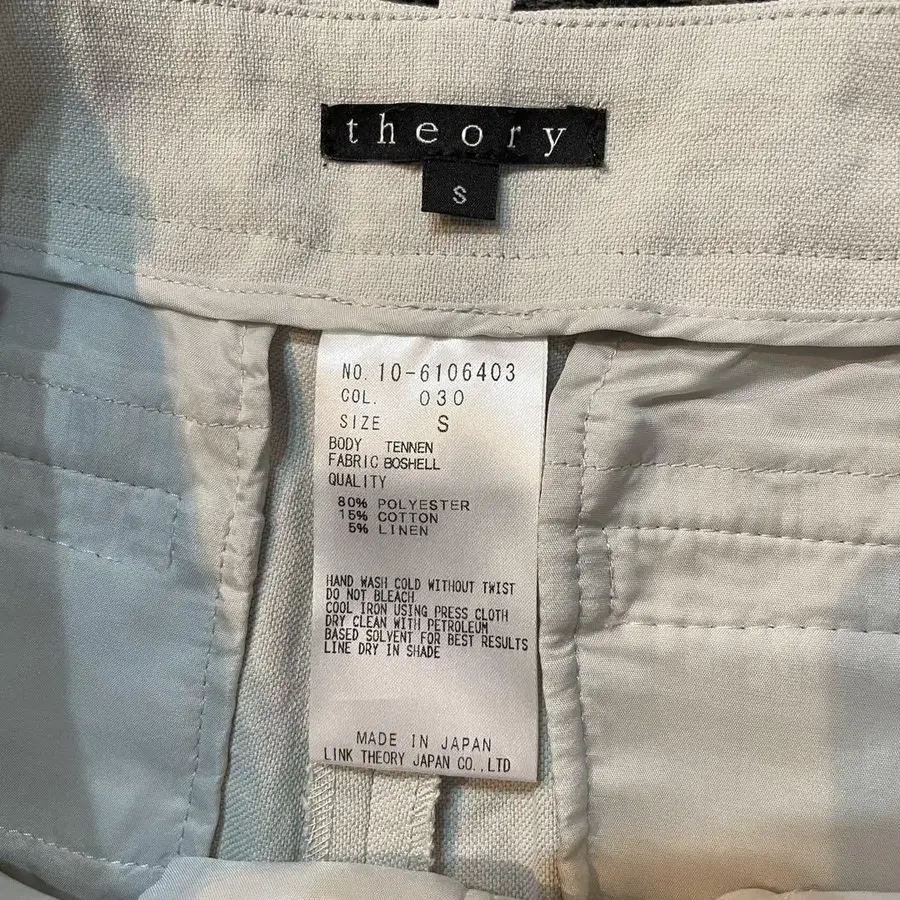 theory
S
NO. 10-6106403
COL. 030
SIZE S
BODY TENNEN
FABRIC BOSHELL
QUALITY
80% POLYESTER
15% COTTON
5% LINEN
HAND WASH COLD WITHOUT TWIST
DO NOT BLEACH
COOL IRON USING PRESS CLOTH
DRY CLEAN WITH PETROLEUM
BASED SOLVENT FOR BEST RESULTS
LINE DRY IN SHADE
MADE IN JAPAN
LINK THEORY JAPAN CO.,LTD